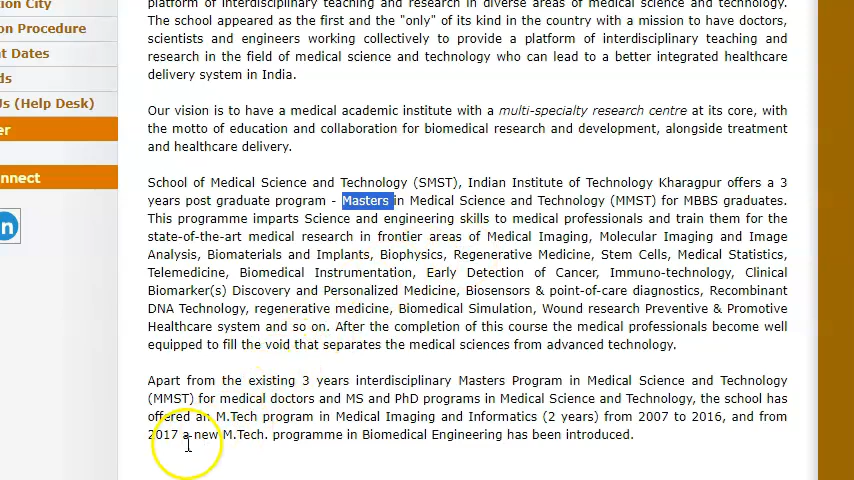 ion City
on Procedure
nt Dates
ds
Us (Help Desk)
er
nnect
n
platform of interdisciplinary teaching and research in diverse areas of medical science and technology.
The school appeared as the first and the "only" of its kind in the country with a mission to have doctors,
scientists and engineers working collectively to provide a platform of interdisciplinary teaching and
research in the field of medical science and technology who can lead to a better integrated healthcare
delivery system in India.
Our vision is to have a medical academic institute with a multi-specialty research centre at its core, with
the motto of education and collaboration for biomedical research and development, alongside treatment
and healthcare delivery.
School of Medical Science and Technology (SMST), Indian Institute of Technology Kharagpur offers a 3
years post graduate program - Masters in Medical Science and Technology (MMST) for MBBS graduates.
This programme imparts Science and engineering skills to medical professionals and train them for the
state-of-the-art medical research in frontier areas of Medical Imaging, Molecular Imaging and Image
Analysis, Biomaterials and Implants, Biophysics, Regenerative Medicine, Stem Cells, Medical Statistics,
Telemedicine, Biomedical Instrumentation, Early Detection of Cancer, Immuno-technology, Clinical
Biomarker(s) Discovery and Personalized Medicine, Biosensors & point-of-care diagnostics, Recombinant
DNA Technology, regenerative medicine, Biomedical Simulation, Wound research Preventive & Promotive
Healthcare system and so on. After the completion of this course the medical professionals become well
equipped to fill the void that separates the medical sciences from advanced technology.
Apart from the existing 3 years interdisciplinary Masters Program in Medical Science and Technology
(MMST) for medical doctors and MS and PhD programs in Medical Science and Technology, the school has
offered an M.Tech program in Medical Imaging and Informatics (2 years) from 2007 to 2016, and from
2017 a new M.Tech. programme in Biomedical Engineering has been introduced.